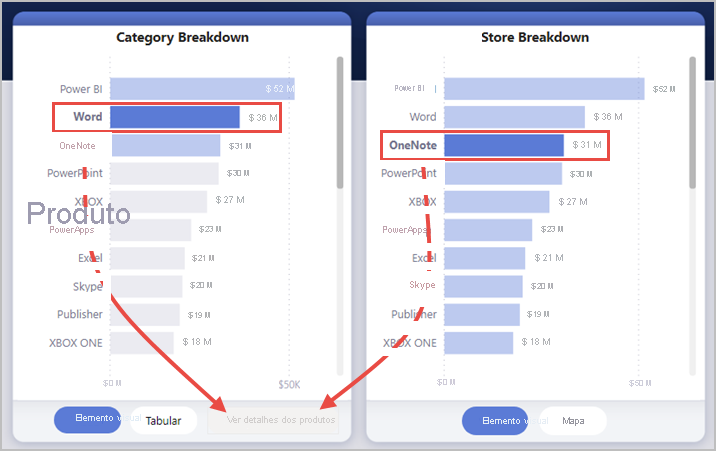 Category Breakdown
Power BI
$ 52 M
Word
$ 36 M
OneNote
$31 M
PowerPoint
$30 M
XBOX
$ 27 M
Produto
PowerApps
$23 M
Excel
$21 M
Skype
$20 M
Publisher
$19 M
XBOX ONE
$ 18 M
$0 M
$50K
Elemento visual
Tabular
Ver detalhes dos produtos
Store Breakdown
Power BI
$52 M
Word
$ 36 M
OneNote
$ 31 M
PowerPoint
$30 M
XBOX
$ 27 M
PowerApps
$23 M
Excel
$21 M
Skype
$20 M
Publisher
$19 M
XBOX ONE
$ 18 M
$0 M
$50 M
Elemento visual
Mapa